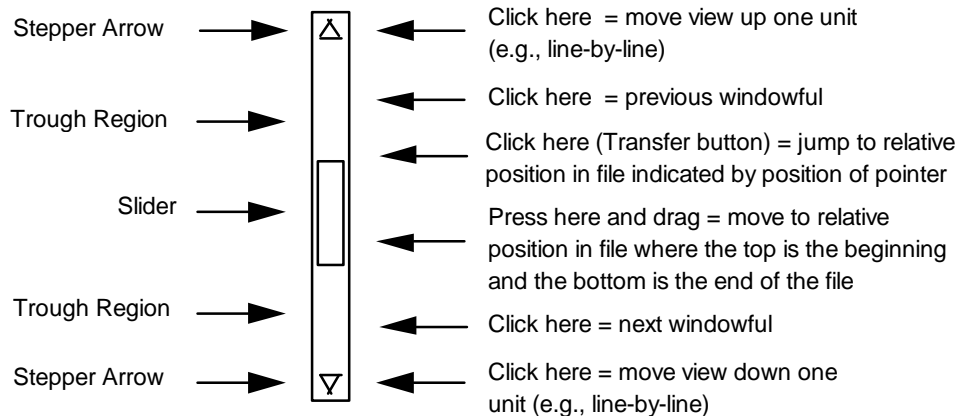 Stepper Arrow
Trough Region
Slider
Trough Region
Stepper Arrow
Click here  = move view up one unit
(e.g., line-by-line)
Click here  = previous windowful
Click here (Transfer button) = jump to relative
position in file indicated by position of pointer
Press here and drag = move to relative
position in file where the top is the beginning
and the bottom is the end of the file
Click here = next windowful
Click here = move view down one
unit (e.g., line-by-line)